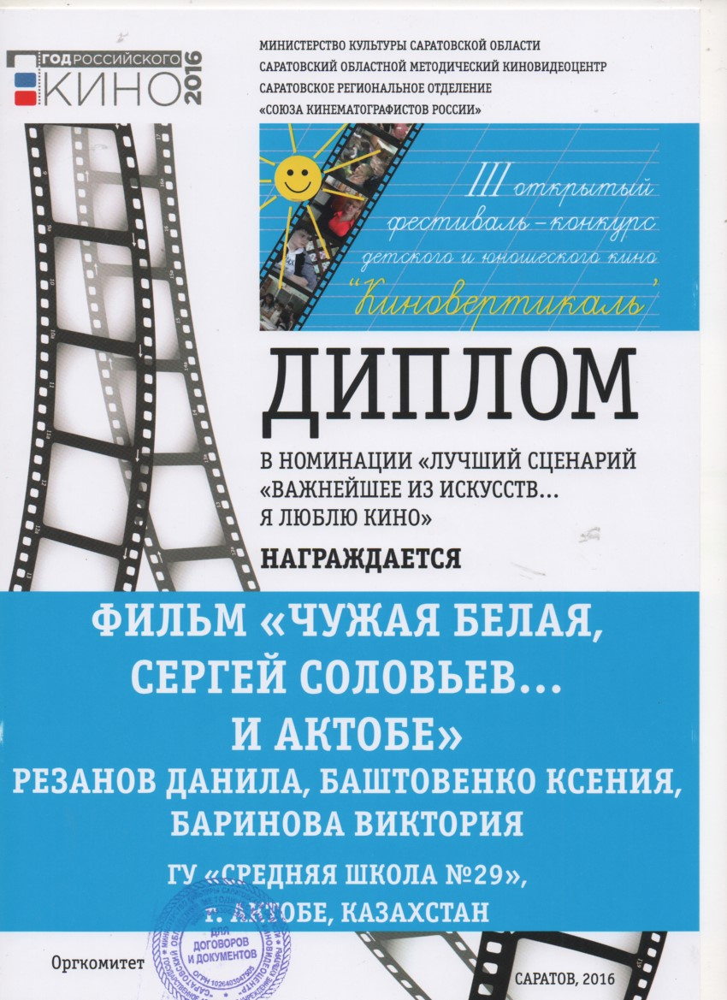 ГОД РОССИЙСКОГО
КИНО
2016
МИНИСТЕРСТВО КУЛЬТУРЫ САРАТОВСКОЙ ОБЛАСТИ
САРАТОВСКИЙ ОБЛАСТНОЙ МЕТОДИЧЕСКИЙ КИНОВИДЕОЦЕНТР
САРАТОВСКОЕ РЕГИОНАЛЬНОЕ ОТДЕЛЕНИЕ
«СОЮЗА КИНЕМАТОГРАФИСТОВ РОССИИ»
III открытый
фестиваль-конкурс
детского и юношеского кино
"Киновертикаль"
ДИПЛОМ
В НОМИНАЦИИ «ЛУЧШИЙ СЦЕНАРИЙ
«ВАЖНЕЙШЕЕ ИЗ ИСКУССТВ...
Я ЛЮБЛЮ КИНО»
НАГРАЖДАЕТСЯ
ФИЛЬМ «ЧУЖАЯ БЕЛАЯ,
СЕРГЕЙ СОЛОВЬЕВ...
И АКТОБЕ»
РЕЗАНОВ ДАНИЛА, БАШТОВЕНКО КСЕНИЯ,
БАРИНОВА ВИКТОРИЯ
ГУ «СРЕДНЯЯ ШКОЛА №29»,
Г. АКТОБЕ, КАЗАХСТАН
Оргкомитет
ДЛЯ
ДОГОВОРОВ
И ДОКУМЕНТОВ
САРАТОВ, 2016